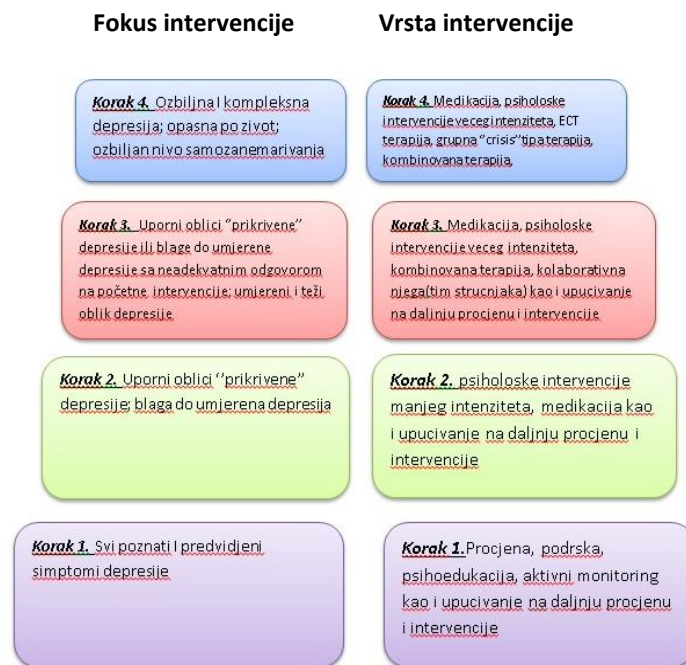 Fokus intervencije
Vrsta intervencije
Korak 4. Ozbiljna I kompleksna
depresija; opasna po zivot;
ozbiljan nivo samozanemarivanja
Korak 4. Medikacija, psiholoske
intervencije veceg intenziteta, ECT
terapija, grupna “crisis” tipa terapija,
kombinovana terapija,
Korak 3. Uporni oblici “prikrivene”
depresije ili blage do umjerene
depresije sa neadekvatnim odgovorom
na početne intervencije; umjereni i teži
oblik depresije
Korak 3. Medikacija, psiholoske
intervencije veceg intenziteta,
kombinovana terapija, kolaborativna
njega(tim strucnjaka) kao i upucivanje
na dalinju procjenu i intervencije
Korak 2. Uporni oblici ‘’prikrivene”
depresije; blaga do umjerena depresija
Korak 2. psiholoske intervencije
manjeg intenziteta, medikacija kao
i upucivanje na daljnju procjenu i
intervencije
Korak 1. Svi poznati I predvidjeni
simptomi depresije
Korak 1.Procjena, podrska,
psihoedukacija, aktivni monitoring
kao i upucivanje na daljnju procjenu
i intervencije